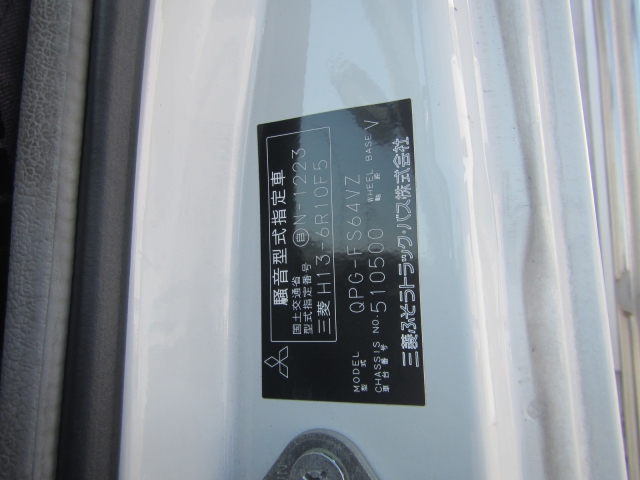 騒音型式指定車
国土交通省
型式指定番号 自N-1223
三菱 H13 6R10E5
MODEL
型式 QPG-FS64VZ
CHASSIS NO.
車台番号 510500 WHEEL BASE
軸距 V
三菱ふそうトラック・バス株式会社